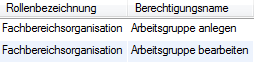 Rollenbezeichnung Berechtigungsname
Fachbereichsorganisation Arbeitsgruppe anlegen
Fachbereichsorganisation Arbeitsgruppe bearbeiten